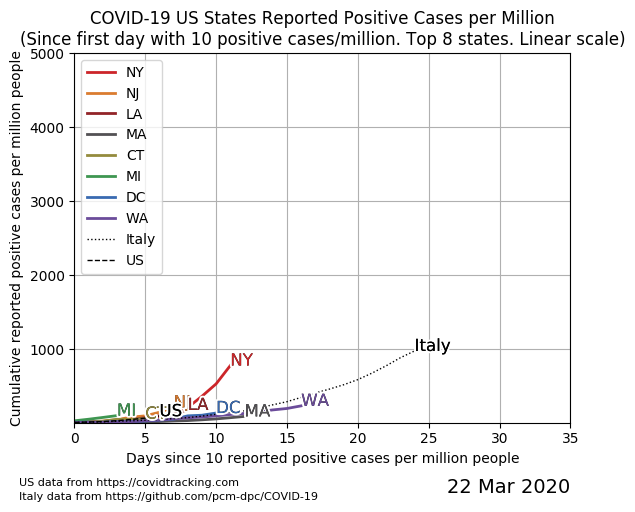 COVID-19 US States Reported Positive Cases per Million
(Since first day with 10 positive cases/million. Top 8 states. Linear scale)
Cumulative reported positive cases per million people
5000
4000
3000
2000
1000
NY
NJ
LA
MA
CT
MI
DC
WA
Italy
US
Italy
NY
WA
NJ
LA
DC
MI
CT
US
MA
0
5
10
15
20
25
30
35
Days since 10 reported positive cases per million people
US data from https://covidtracking.com
Italy data from https://github.com/pcm-dpc/COVID-19
22 Mar 2020